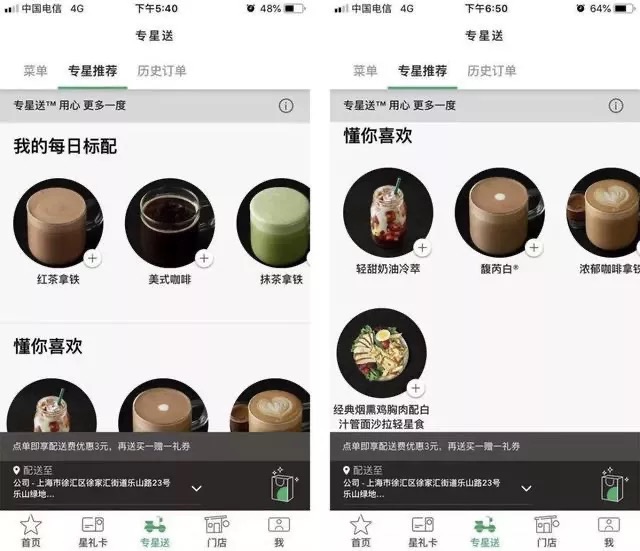 中国电信 4G 下午5:40 48%
专星送
菜单 专星推荐 历史订单
专星送™ 用心 更多一度
我的每日标配
红茶拿铁 美式咖啡 抹茶拿铁
懂你喜欢
点单即享配送费优惠3元，再送买一赠一礼券
配送至
公司 - 上海市徐汇区徐家汇街道乐山路23号
乐山绿地...
首页 星礼卡 专星送 门店 我
中国电信 4G 下午6:50 64%
专星送
菜单 专星推荐 历史订单
专星送™ 用心 更多一度
懂你喜欢
轻甜奶油冷萃 馥芮白® 浓郁咖啡拿铁
经典烟熏鸡胸肉配白
汁管面沙拉轻星食
点单即享配送费优惠3元，再送买一赠一礼券
配送至
公司 - 上海市徐汇区徐家汇街道乐山路23号
乐山绿地...
首页 星礼卡 专星送 门店 我